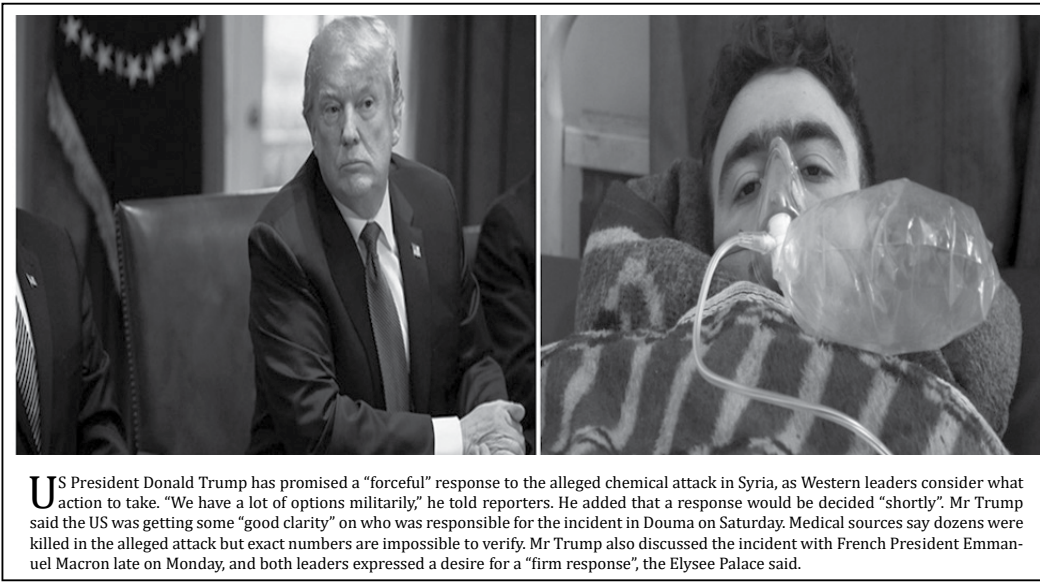 US President Donald Trump has promised a “forceful” response to the alleged chemical attack in Syria, as Western leaders consider what
action to take. “We have a lot of options militarily,” he told reporters. He added that a response would be decided “shortly”. Mr Trump
said the US was getting some “good clarity” on who was responsible for the incident in Douma on Saturday. Medical sources say dozens were
killed in the alleged attack but exact numbers are impossible to verify. Mr Trump also discussed the incident with French President Emman-
uel Macron late on Monday, and both leaders expressed a desire for a “firm response”, the Elysee Palace said.